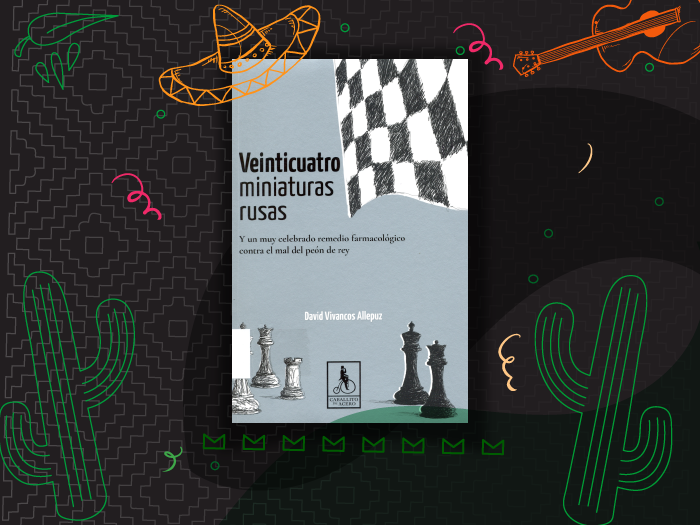 Veinticuatro
miniaturas
rusas
Y un muy celebrado remedio farmacológico
contra el mal del peón de rey
David Vivancos Allepuz
CABALLITO
DE ACERO